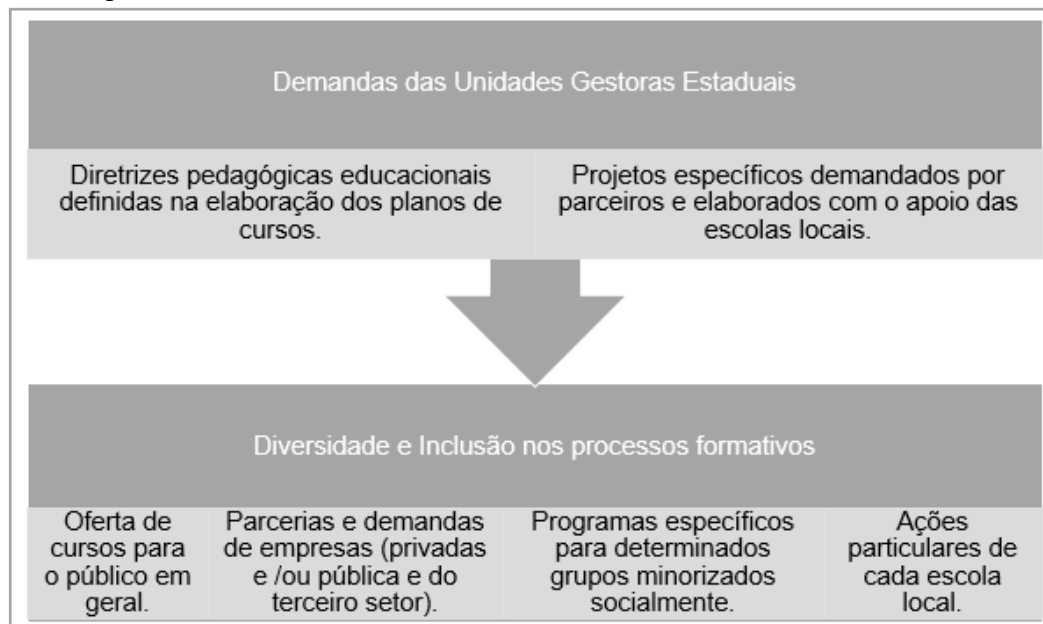 Demandas das Unidades Gestoras Estaduais
Diretrizes pedagógicas educacionais
definidas na elaboração dos planos de
cursos.
Projetos específicos demandados por
parceiros e elaborados com o apoio das
escolas locais.
Diversidade e Inclusão nos processos formativos
Oferta de
cursos para
o público em
geral.
Parcerias e demandas
de empresas (privadas
e /ou pública e do
terceiro setor).
Programas específicos
para determinados
grupos minorizados
socialmente.
Ações
particulares de
cada escola
local.